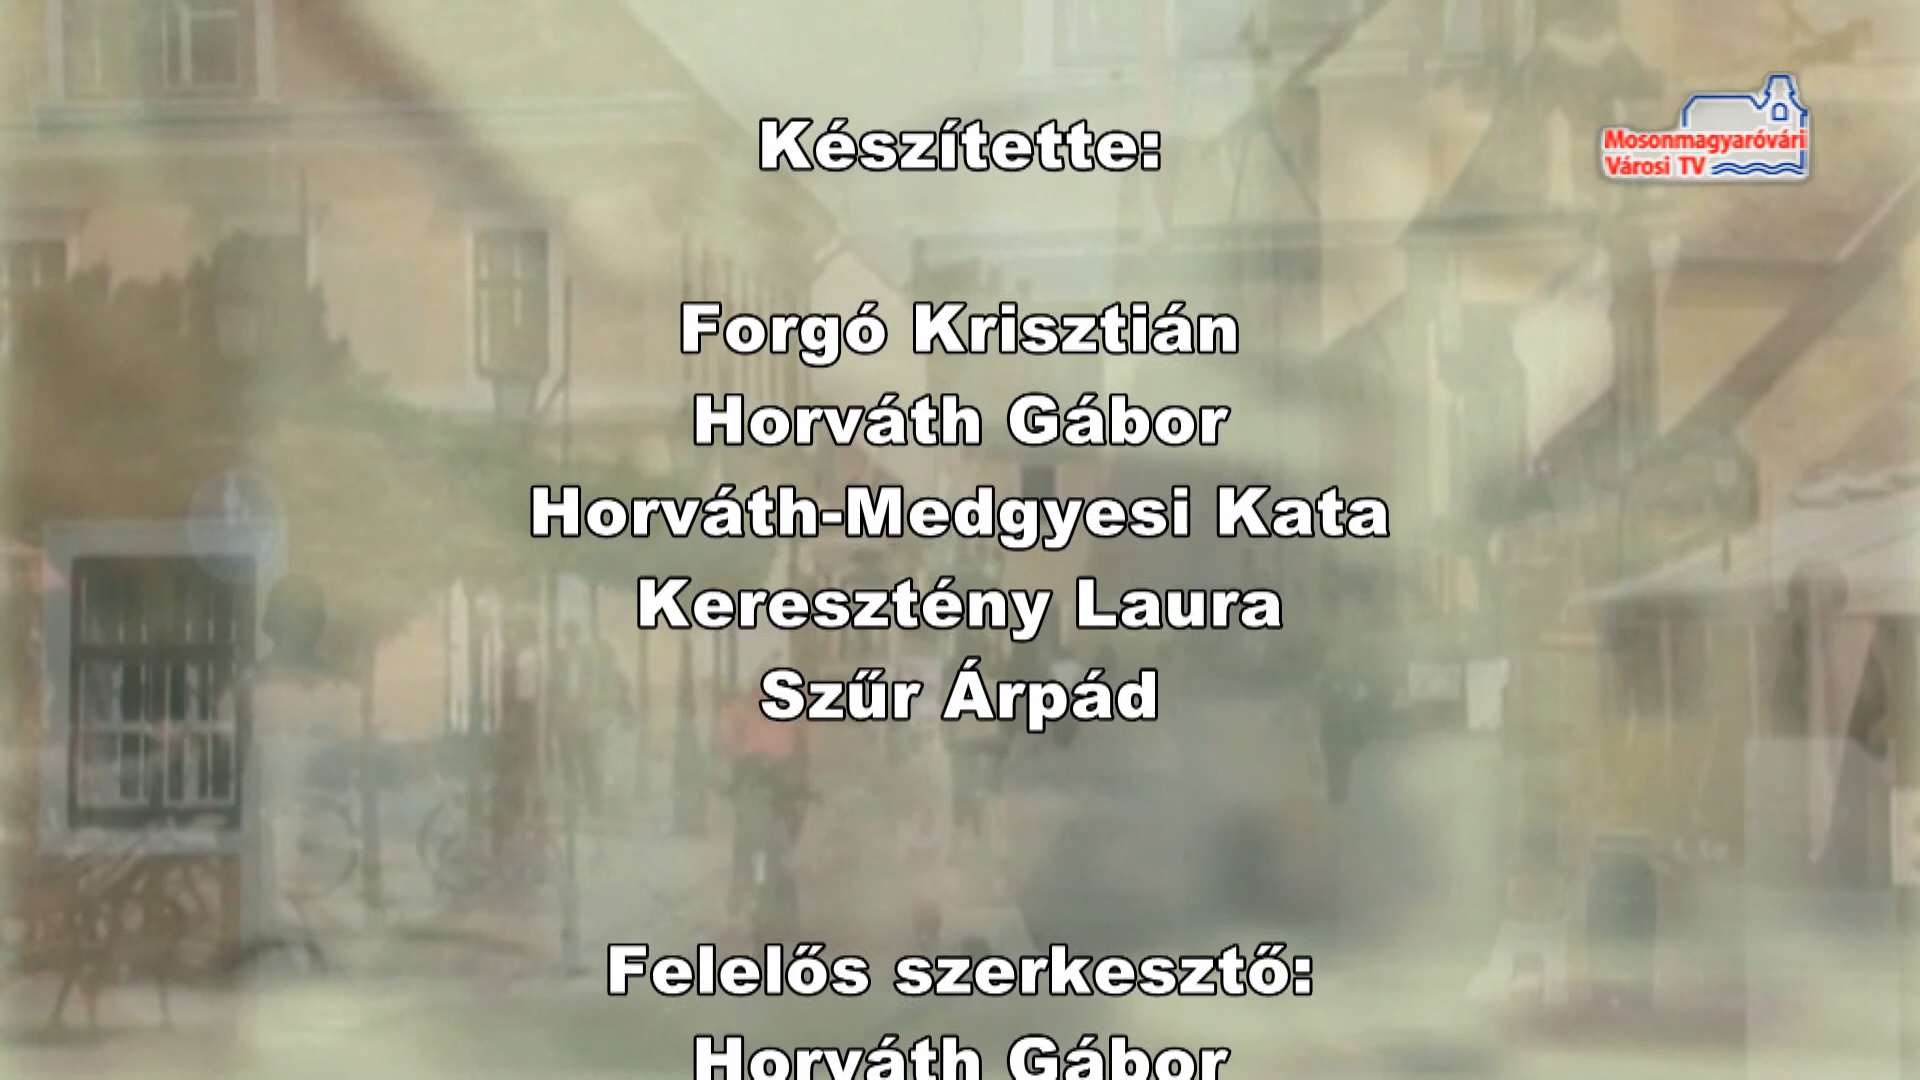 Készítette:
Mosonmagyaróvári
Városi TV
Forgó Krisztián
Horváth Gábor
Horváth-Medgyesi Kata
Keresztény Laura
Szűr Árpád
Felelős szerkesztő:
Horváth Gábor